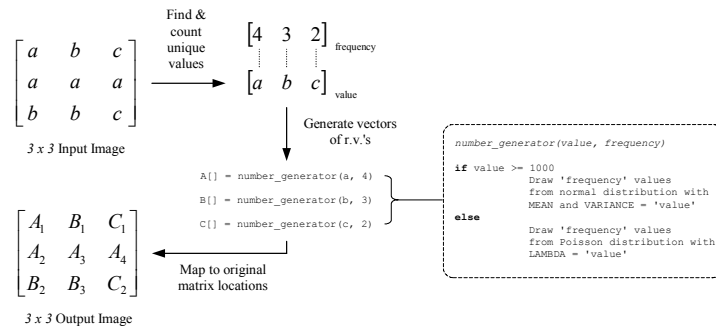 Find &
count
unique
values
[4 3 2] frequency
[a b c] value
a b c
a a a
b b c
3 x 3 Input Image
Generate vectors
of r.v.'s
A[] = number_generator(a, 4)
B[] = number_generator(b, 3)
C[] = number_generator(c, 2)
number_generator(value, frequency)
if value >= 1000
Draw 'frequency' values
from normal distribution with
MEAN and VARIANCE = 'value'
else
Draw 'frequency' values
from Poisson distribution with
LAMBDA = 'value'
Map to original
matrix locations
A₁ B₁ C₁
A₂ A₃ A₄
B₂ B₃ C₂
3 x 3 Output Image